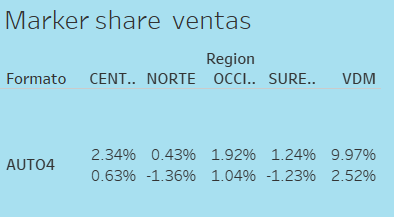 Marker share ventas
Region
Formato CENT.. NORTE OCCI.. SURE.. VDM
2.34% 0.43% 1.92% 1.24% 9.97%
AUTO4
0.63% -1.36% 1.04% -1.23% 2.52%